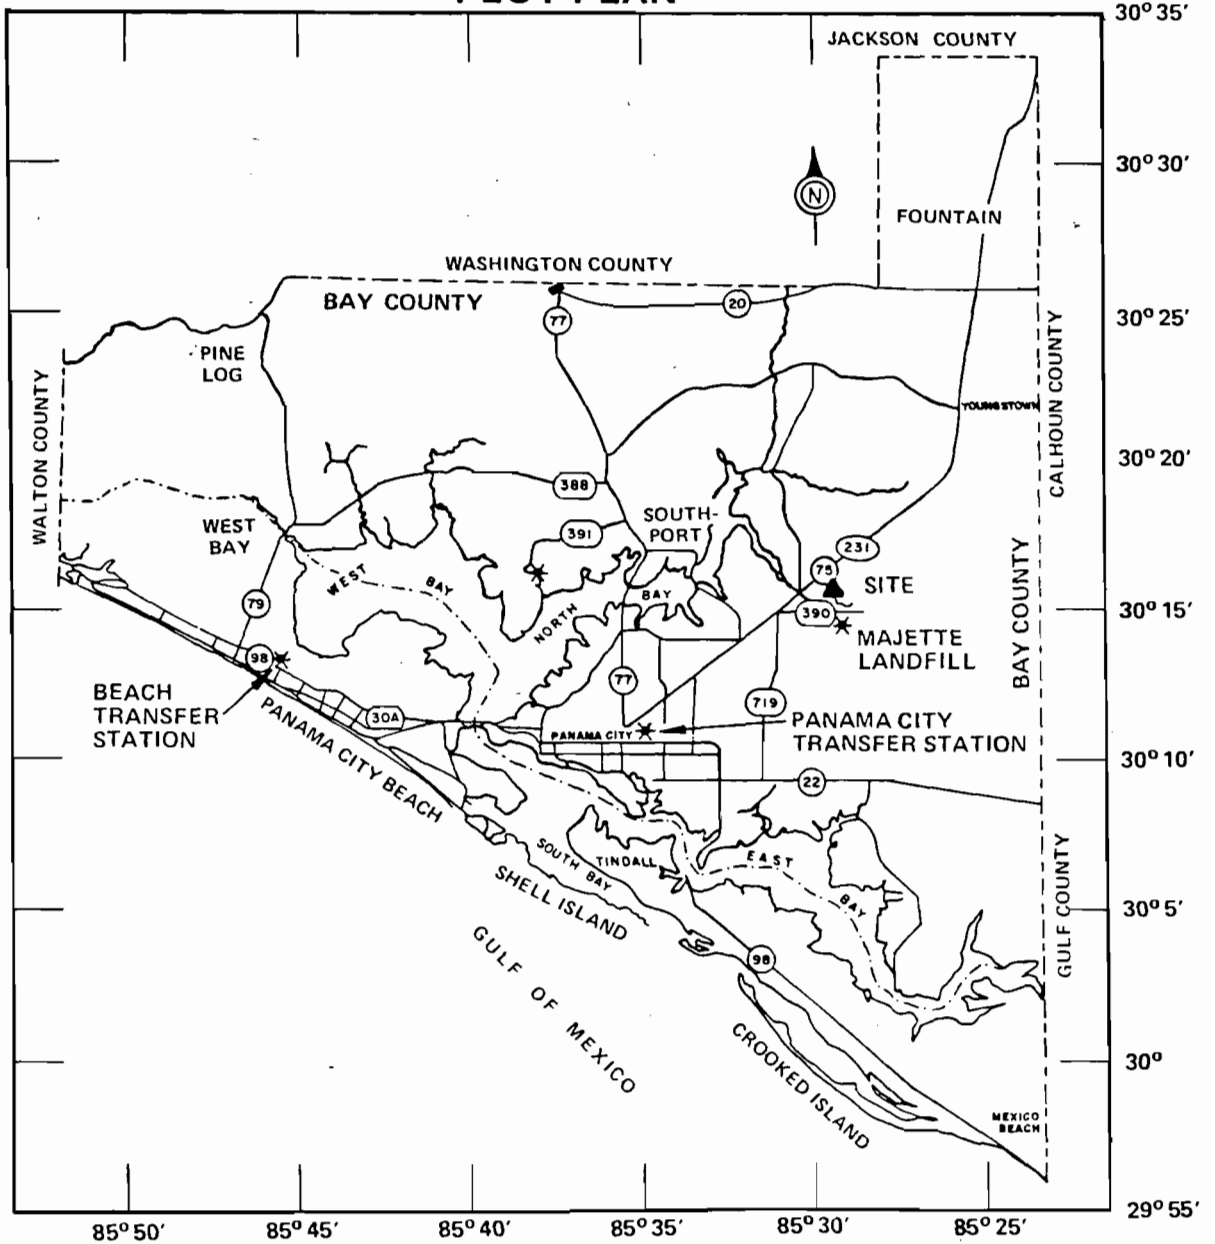 PLOT PLAN
30° 35'
JACKSON COUNTY
30° 30'
N
FOUNTAIN
WASHINGTON COUNTY
BAY COUNTY
20
77
30° 25'
PINE
LOG
WALTON COUNTY
CALHOUN COUNTY
YOUNGSTOWN
30° 20'
388
WEST
BAY
391
SOUTH-
PORT
231
75
SITE
WEST BAY
NORTH BAY
79
390
30° 15'
MAJETTE
LANDFILL
BAY COUNTY
98
77
719
BEACH
TRANSFER
STATION
30A
PANAMA CITY
PANAMA CITY
TRANSFER STATION
PANAMA CITY BEACH
30° 10'
22
SOUTH BAY
TINDALL
EAST BAY
SHELL ISLAND
GULF COUNTY
30° 5'
GULF OF MEXICO
98
CROOKED ISLAND
30°
MEXICO
BEACH
29° 55'
85° 50'
85° 45'
85° 40'
85° 35'
85° 30'
85° 25'